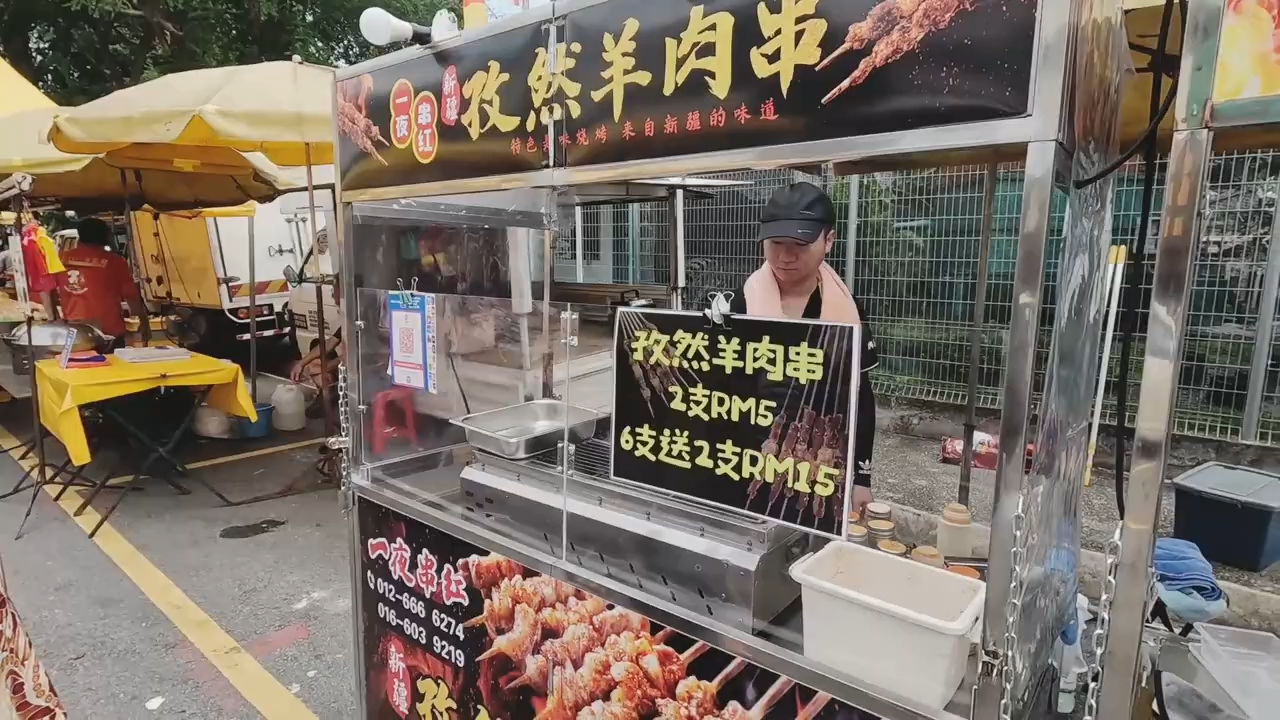 一夜
串红
新疆
孜然羊肉串
特色美味烧烤 来自新疆的味道
孜然羊肉串
2支RM5
6支送2支RM15
adidas
一夜串红
012-666 6274
016-603 9219
新疆
孜